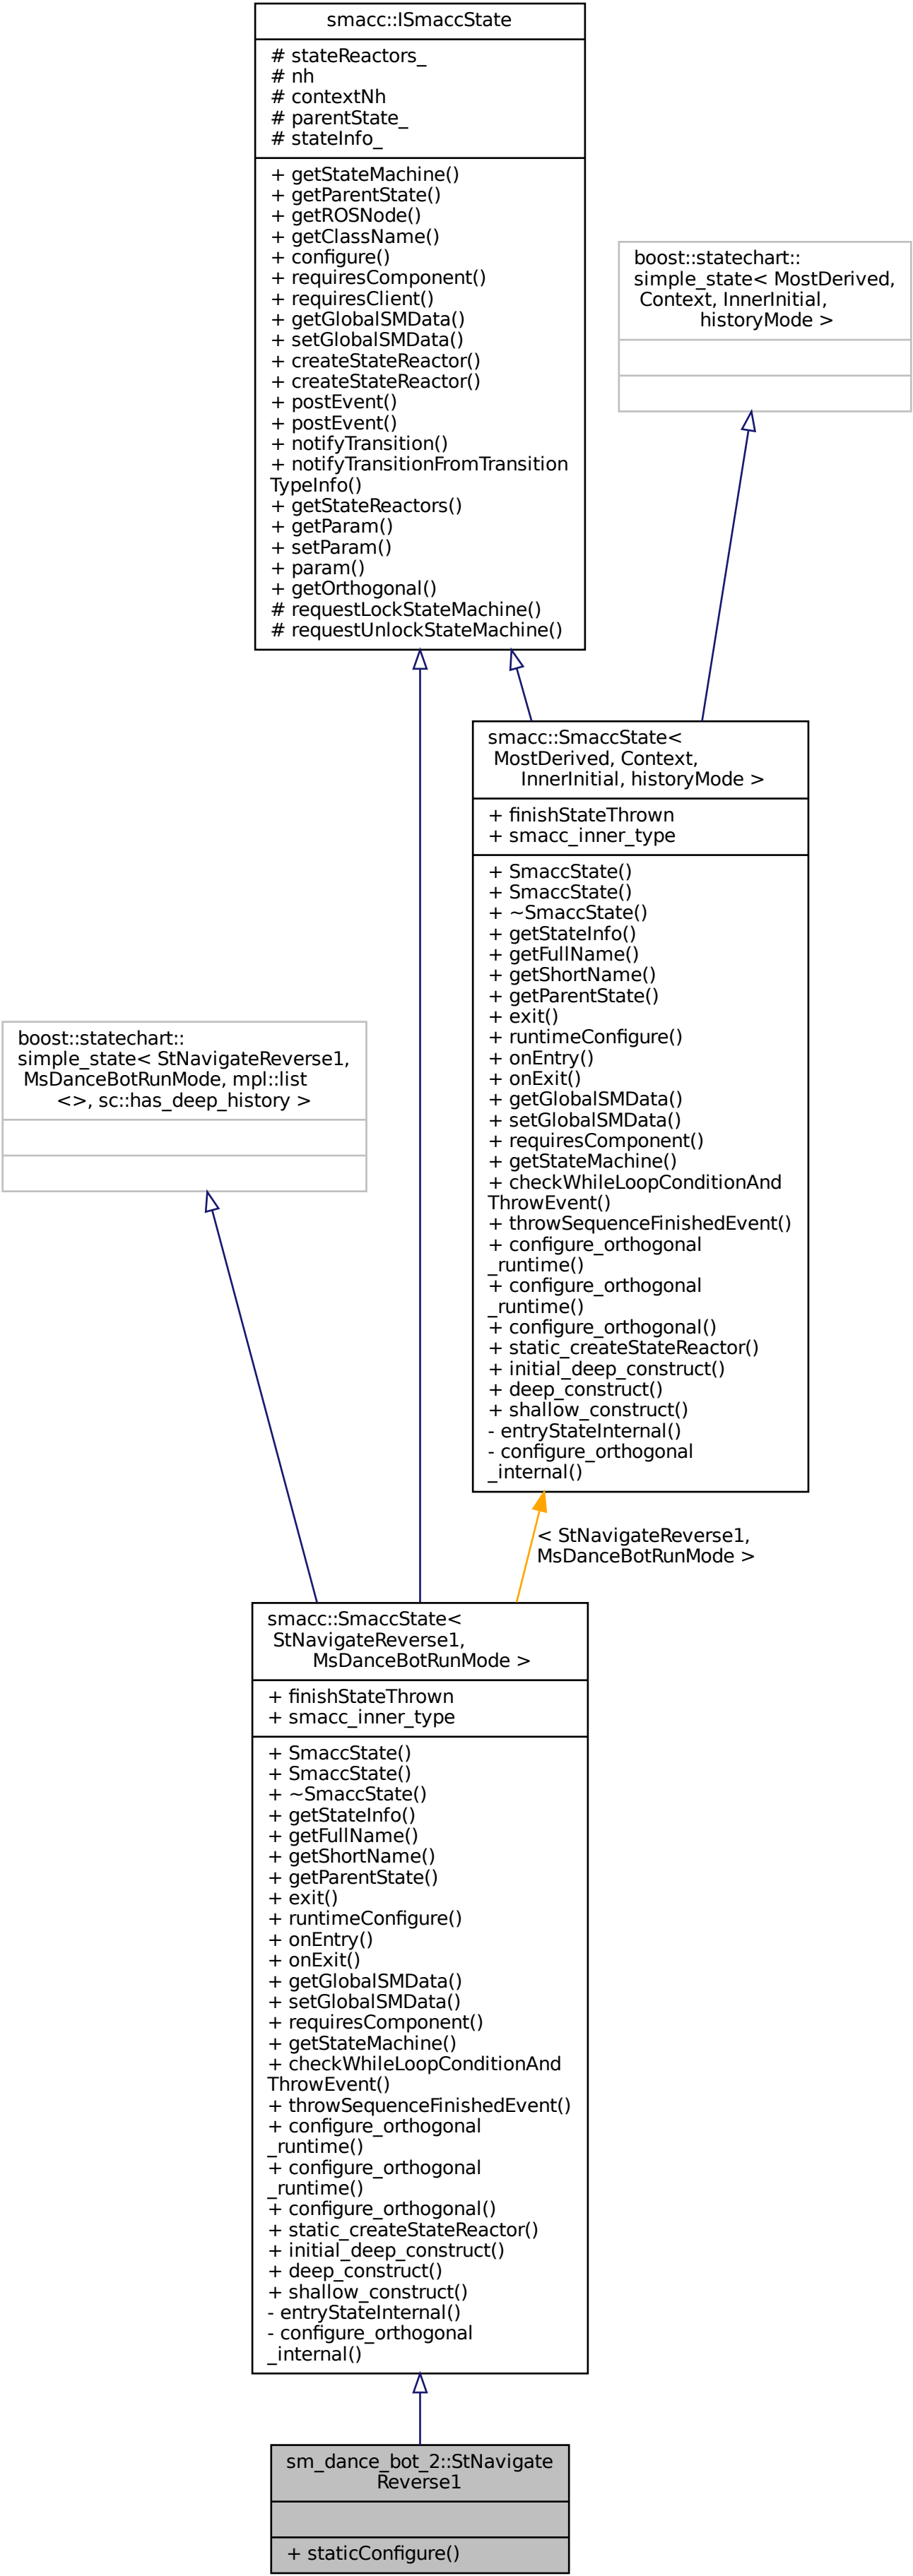 smacc::ISmaccState
# stateReactors_
# nh
# contextNh
# parentState_
# stateInfo_
+ getStateMachine()
+ getParentState()
+ getROSNode()
+ getClassName()
+ configure()
+ requiresComponent()
+ requiresClient()
+ getGlobalSMData()
+ setGlobalSMData()
+ createStateReactor()
+ createStateReactor()
+ postEvent()
+ postEvent()
+ notifyTransition()
+ notifyTransitionFromTransition
TypeInfo()
+ getStateReactors()
+ getParam()
+ setParam()
+ param()
+ getOrthogonal()
# requestLockStateMachine()
# requestUnlockStateMachine()
boost::statechart::
simple_state< MostDerived,
Context, InnerInitial,
historyMode >
smacc::SmaccState<
MostDerived, Context,
InnerInitial, historyMode >
+ finishStateThrown
+ smacc_inner_type
+ SmaccState()
+ SmaccState()
+ ~SmaccState()
+ getStateInfo()
+ getFullName()
+ getShortName()
+ getParentState()
+ exit()
+ runtimeConfigure()
+ onEntry()
+ onExit()
+ getGlobalSMData()
+ setGlobalSMData()
+ requiresComponent()
+ getStateMachine()
+ checkWhileLoopConditionAnd
ThrowEvent()
+ throwSequenceFinishedEvent()
+ configure_orthogonal
_runtime()
+ configure_orthogonal
_runtime()
+ configure_orthogonal()
+ static_createStateReactor()
+ initial_deep_construct()
+ deep_construct()
+ shallow_construct()
- entryStateInternal()
- configure_orthogonal
_internal()
boost::statechart::
simple_state< StNavigateReverse1,
MsDanceBotRunMode, mpl::list
<>, sc::has_deep_history >
< StNavigateReverse1,
MsDanceBotRunMode >
smacc::SmaccState<
StNavigateReverse1,
MsDanceBotRunMode >
+ finishStateThrown
+ smacc_inner_type
+ SmaccState()
+ SmaccState()
+ ~SmaccState()
+ getStateInfo()
+ getFullName()
+ getShortName()
+ getParentState()
+ exit()
+ runtimeConfigure()
+ onEntry()
+ onExit()
+ getGlobalSMData()
+ setGlobalSMData()
+ requiresComponent()
+ getStateMachine()
+ checkWhileLoopConditionAnd
ThrowEvent()
+ throwSequenceFinishedEvent()
+ configure_orthogonal
_runtime()
+ configure_orthogonal
_runtime()
+ configure_orthogonal()
+ static_createStateReactor()
+ initial_deep_construct()
+ deep_construct()
+ shallow_construct()
- entryStateInternal()
- configure_orthogonal
_internal()
sm_dance_bot_2::StNavigate
Reverse1
+ staticConfigure()